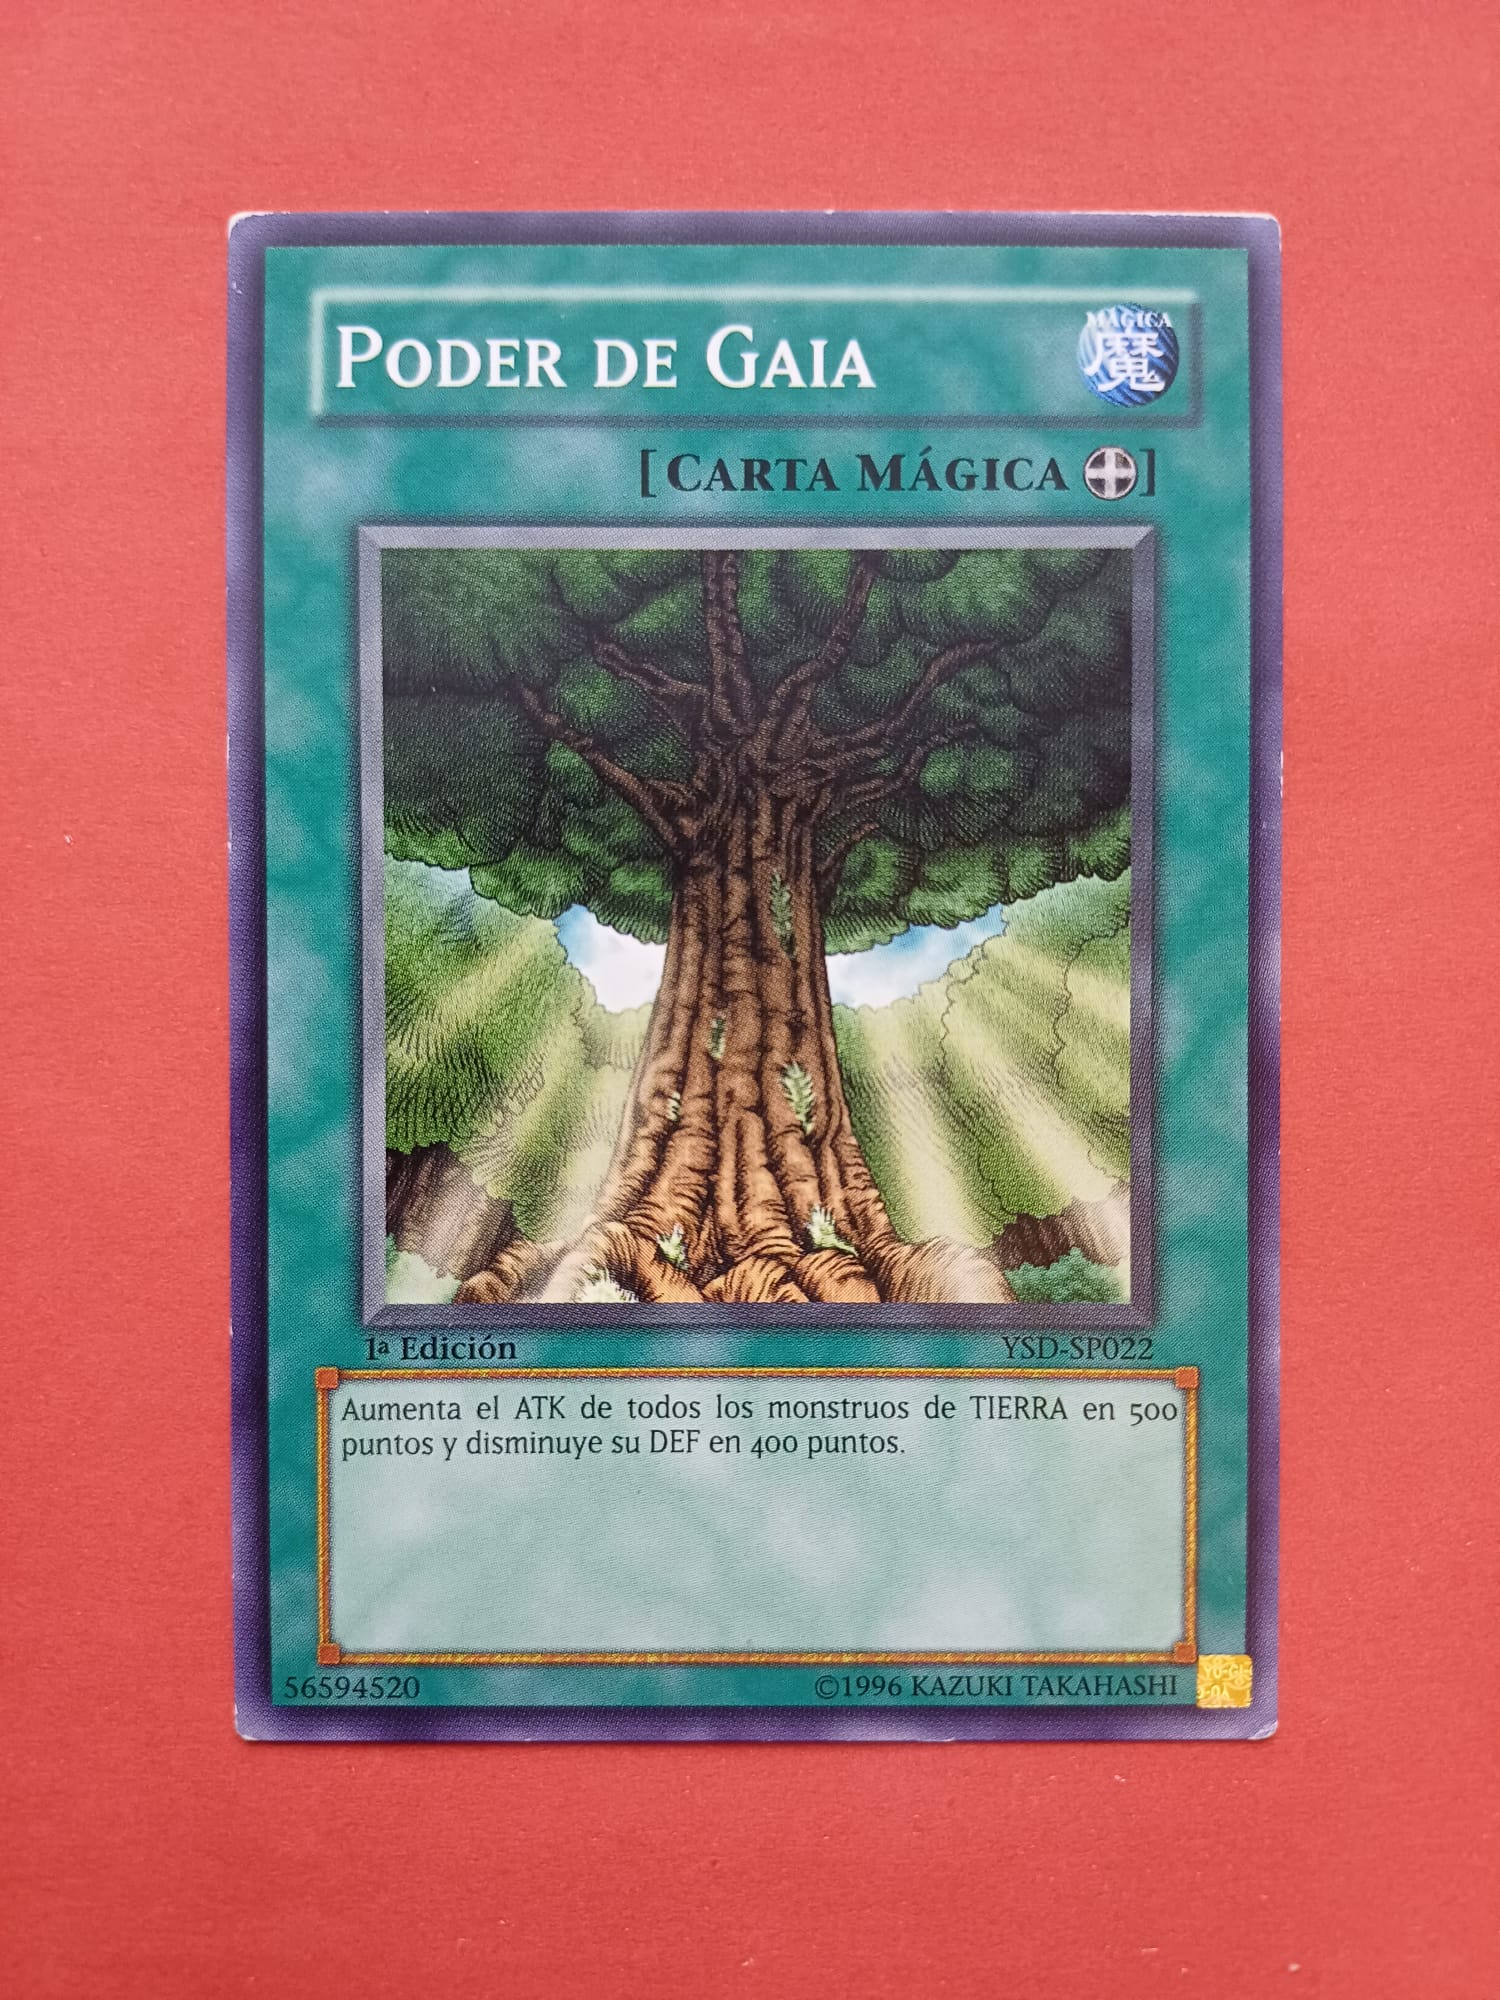 PODER DE GAIA
MÁGICA
魔
[CARTA MÁGICA ]
1ª Edición
YSD-SP022
Aumenta el ATK de todos los monstruos de TIERRA en 500
puntos y disminuye su DEF en 400 puntos.
56594520
©1996 KAZUKI TAKAHASHI